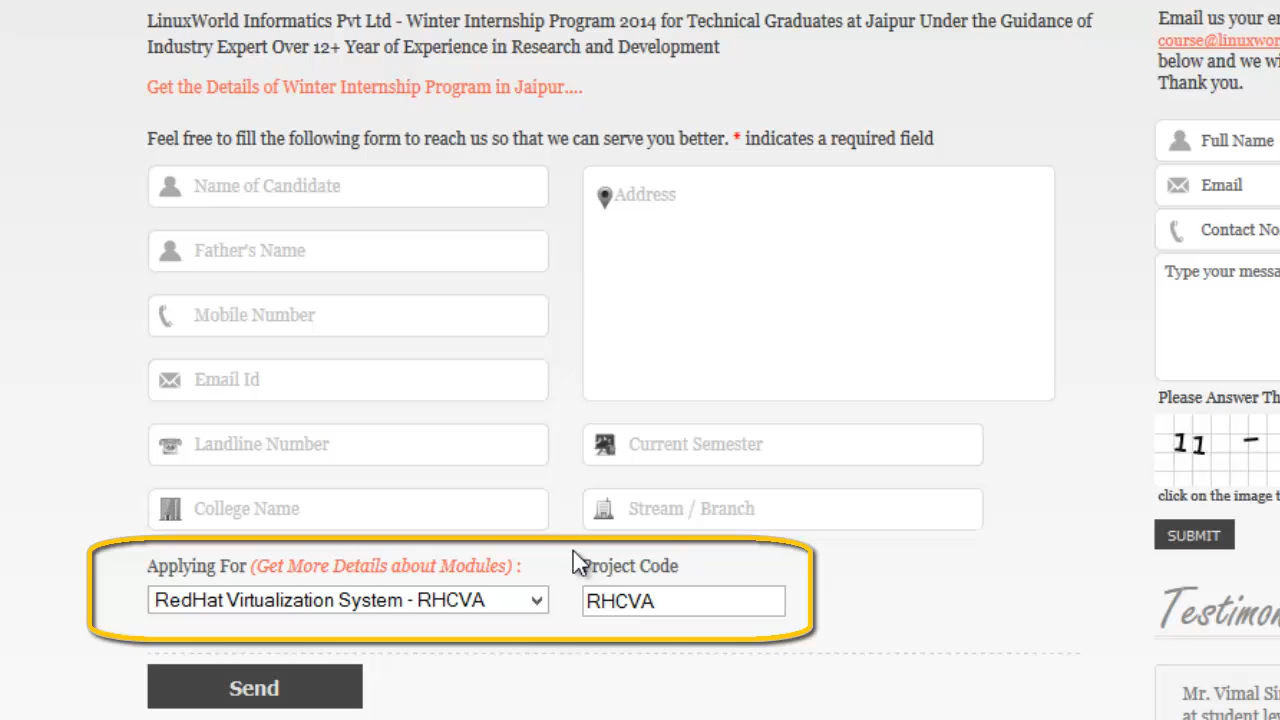 LinuxWorld Informatics Pvt Ltd - Winter Internship Program 2014 for Technical Graduates at Jaipur Under the Guidance of
Industry Expert Over 12+ Year of Experience in Research and Development
Get the Details of Winter Internship Program in Jaipur....
Feel free to fill the following form to reach us so that we can serve you better. * indicates a required field
Name of Candidate
Address
Father's Name
Mobile Number
Email Id
Landline Number
Current Semester
College Name
Stream / Branch
Applying For (Get More Details about Modules) :
Project Code
RedHat Virtualization System - RHCVA
RHCVA
Send
Email us your
course@linuxwor
below and we
Thank you.
Full Name
Email
Contact No
Type your
Please Answer
11 -
click on the image
SUBMIT
Mr. Vimal
at student